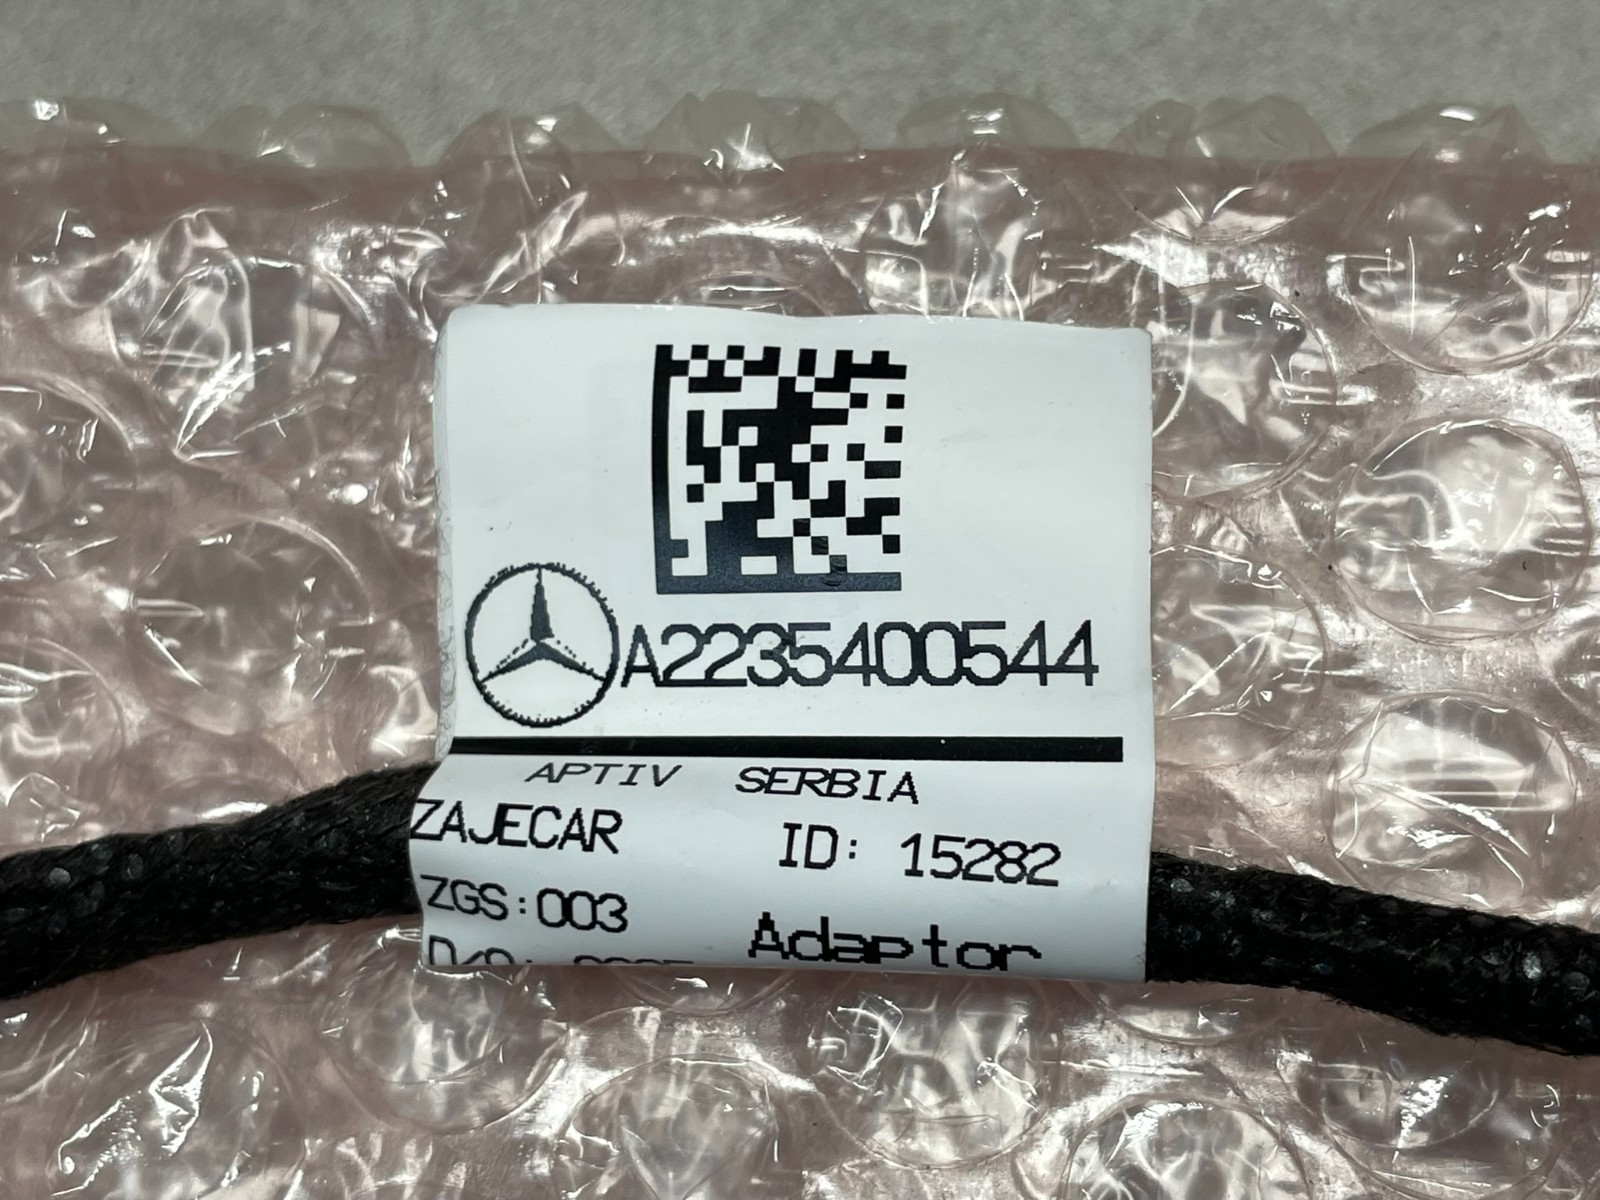 A2235400544
APTIV SERBIA
ZAJECAR ID: 15282
ZGS:003
Adaptor